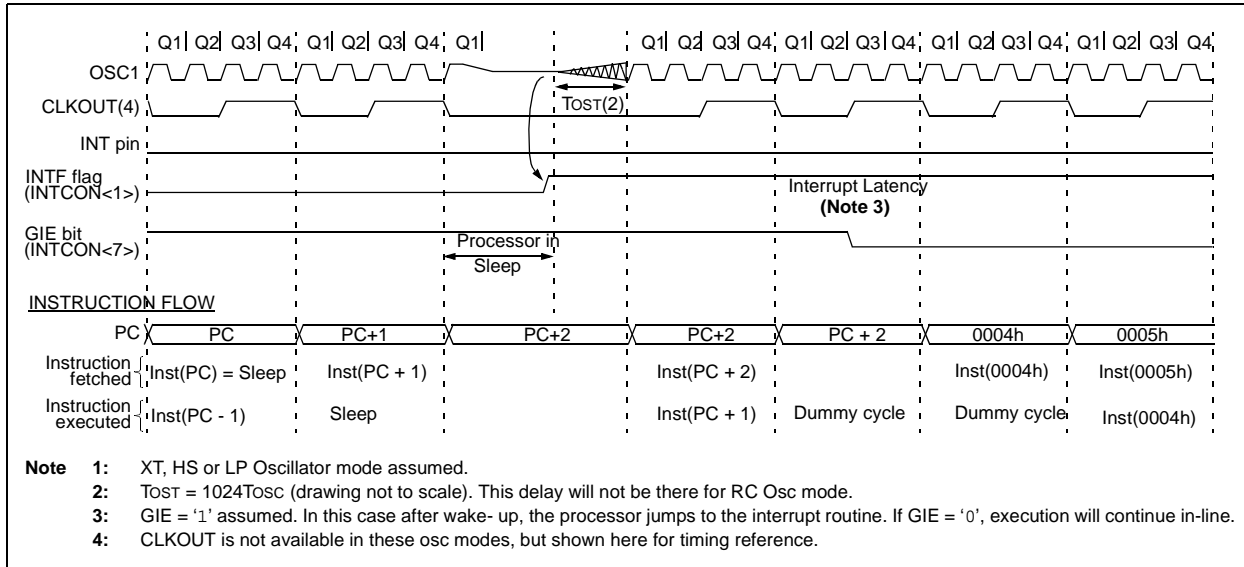 Q1 Q2 Q3 Q4 Q1 Q2 Q3 Q4 Q1 Q1 Q2 Q3 Q4 Q1 Q2 Q3 Q4 Q1 Q2 Q3 Q4 Q1 Q2 Q3 Q4
OSC1
TOST(2)
CLKOUT(4)
INT pin
INTF flag
(INTCON<1>)
Interrupt Latency
(Note 3)
GIE bit
(INTCON<7>)
Processor in
Sleep
INSTRUCTION FLOW
PC PC PC+1 PC+2 PC+2 PC + 2 0004h 0005h
Instruction
fetched
Inst(PC) = Sleep Inst(PC + 1) Inst(PC + 2) Inst(0004h) Inst(0005h)
Instruction
executed
Inst(PC - 1) Sleep Inst(PC + 1) Dummy cycle Dummy cycle Inst(0004h)
Note 1: XT, HS or LP Oscillator mode assumed.
2: TOST = 1024TOSC (drawing not to scale). This delay will not be there for RC Osc mode.
3: GIE = ‘1’ assumed. In this case after wake- up, the processor jumps to the interrupt routine. If GIE = ‘0’, execution will continue in-line.
4: CLKOUT is not available in these osc modes, but shown here for timing reference.